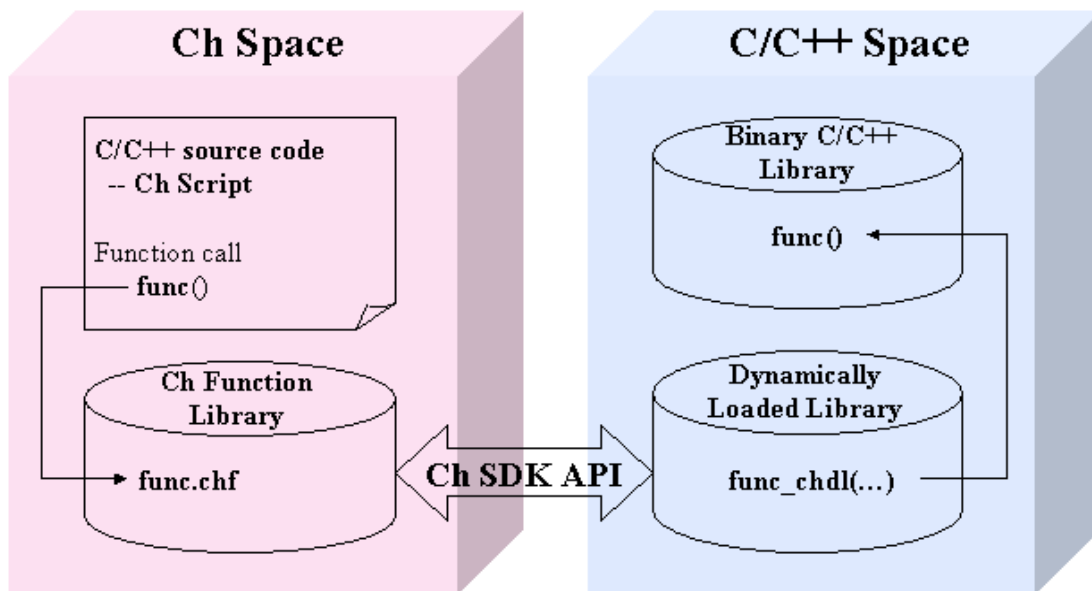 Ch Space
C/C++ source code
-- Ch Script
Function call
func()
Ch Function
Library
func.chf
Ch SDK API
C/C++ Space
Binary C/C++
Library
func()
Dynamically
Loaded Library
func_chdl(...)